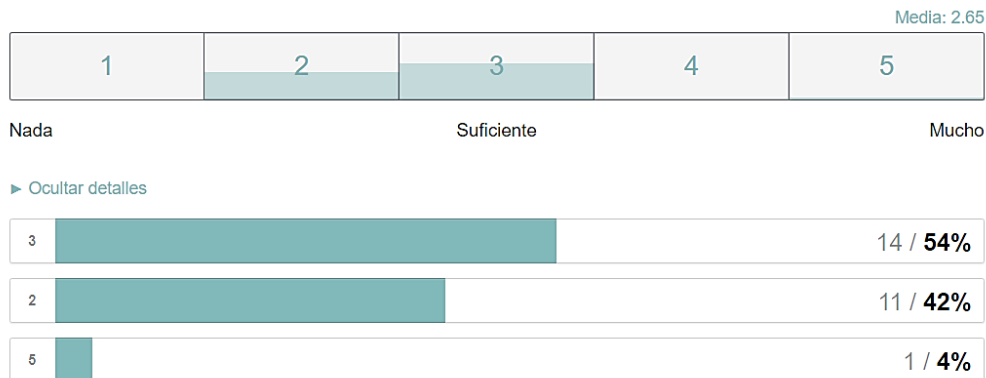 Media: 2.65
1 2 3 4 5
Nada Suficiente Mucho
► Ocultar detalles
3 14 / 54%
2 11 / 42%
5 1 / 4%